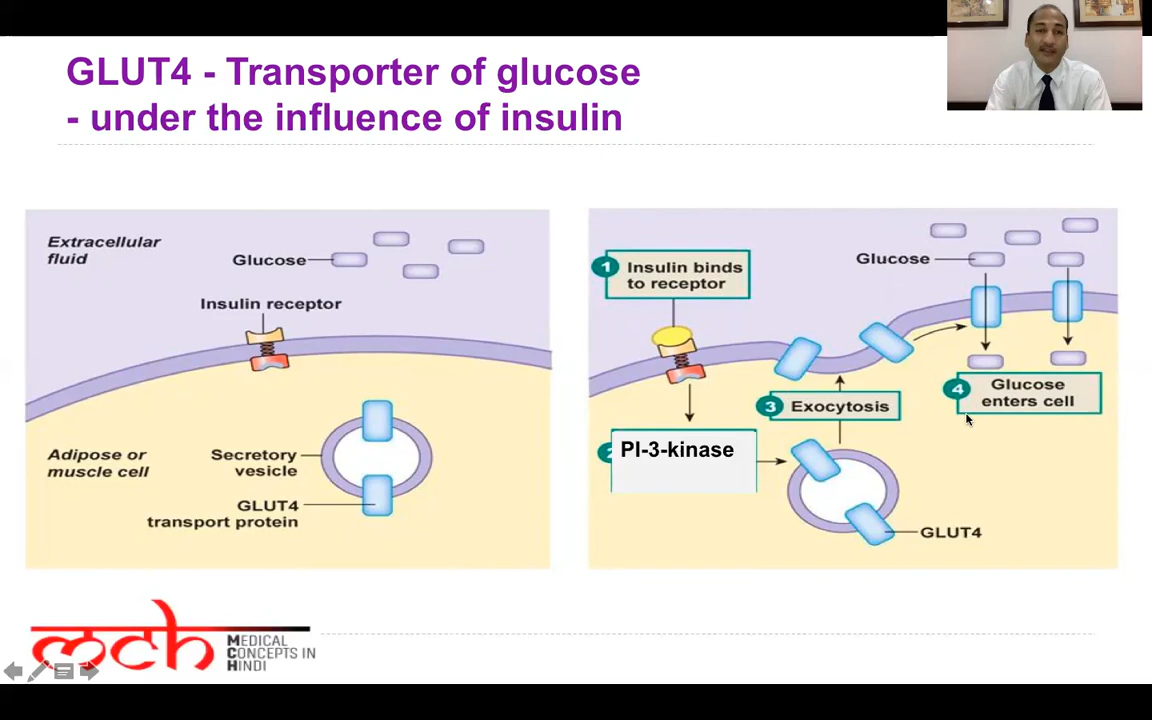 GLUT4 - Transporter of glucose
- under the influence of insulin
Extracellular
fluid
Glucose
Insulin receptor
Adipose or
muscle cell
Secretory
vesicle
GLUT4
transport protein
1 Insulin binds
to receptor
Glucose
2 PI-3-kinase
3 Exocytosis
4 Glucose
enters cell
GLUT4
mch
MEDICAL
CONCEPTS IN
HINDI